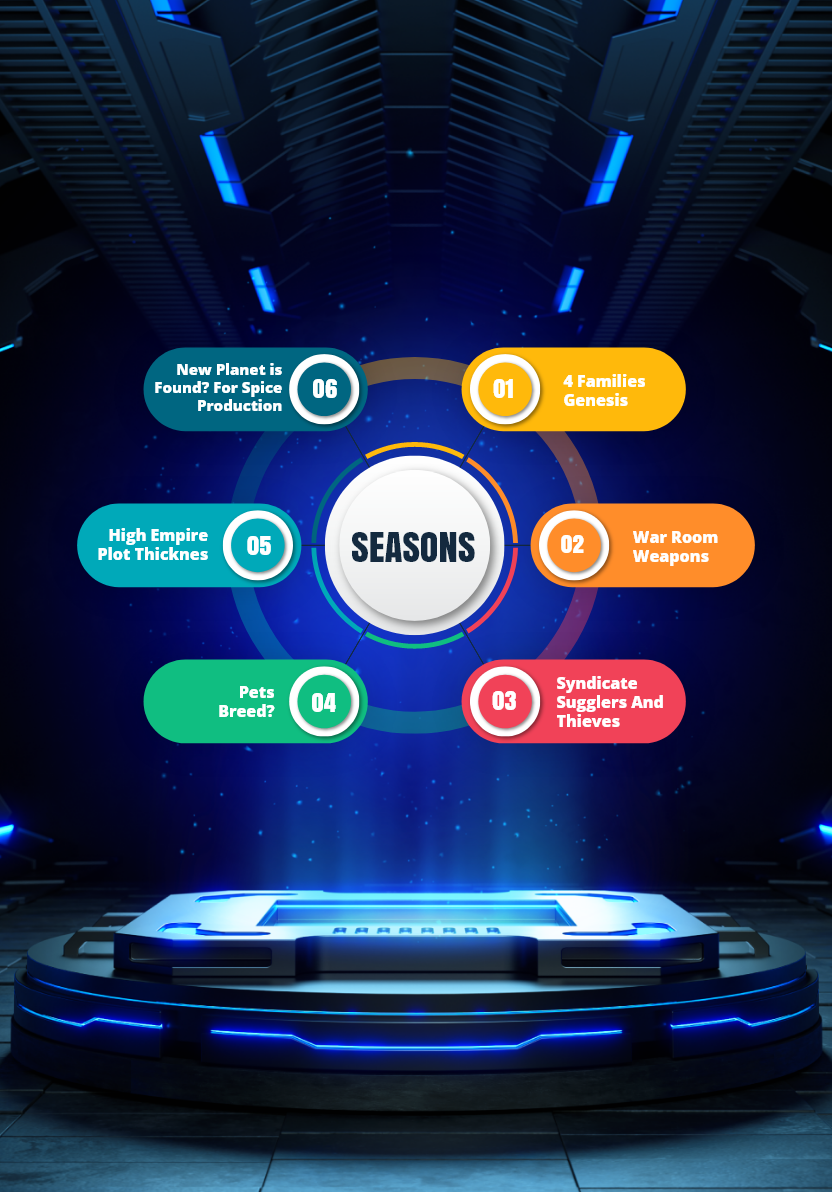 SEASONS
01
4 Families
Genesis
02
War Room
Weapons
03
Syndicate
Sugglers And
Thieves
04
Pets
Breed?
05
High Empire
Plot Thicknes
06
New Planet is
Found? For Spice
Production